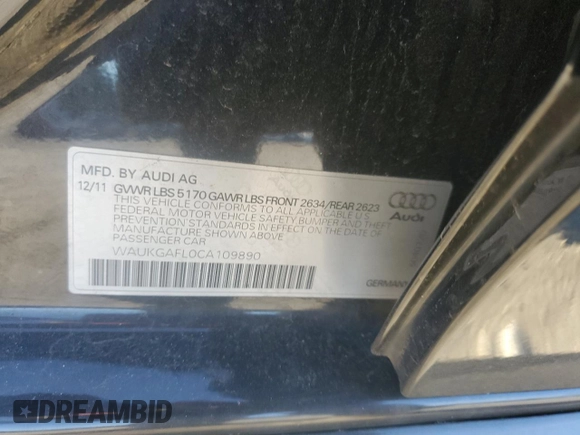 MFD. BY AUDI AG
12/11 GVWR LBS 5170 GAWR LBS FRONT 2634/REAR 2623
THIS VEHICLE CONFORMS TO ALL APPLICABLE U.S.
FEDERAL MOTOR VEHICLE SAFETY, BUMPER AND THEFT
PREVENTION STANDARDS IN EFFECT ON THE DATE OF
MANUFACTURE SHOWN ABOVE
PASSENGER CAR
WAUKGAFL0CA109890
Audi
GERMANY
DREAMBID